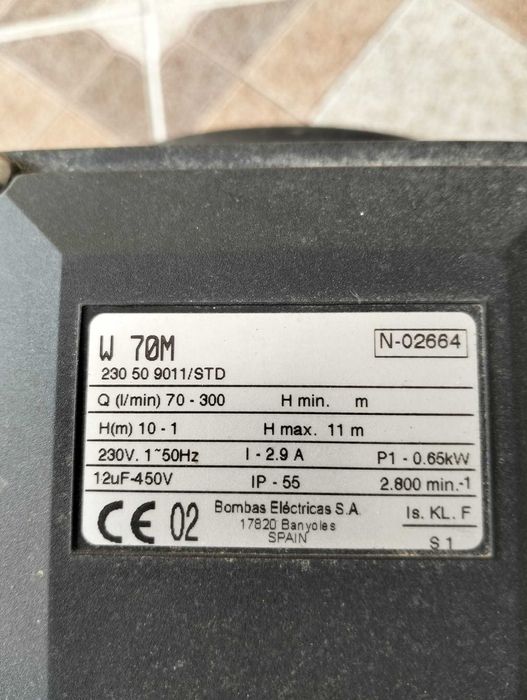 W 70M
N-02664
230 50 9011/STD
Q (l/min) 70 - 300 H min. m
H(m) 10 - 1 H max. 11 m
230V. 1~50Hz I - 2.9 A P1 - 0.65kW
12uF-450V IP - 55 2.800 min.-1
CE 02 Bombas Eléctricas S.A. Is. KL. F
17820 Banyoles
SPAIN S 1